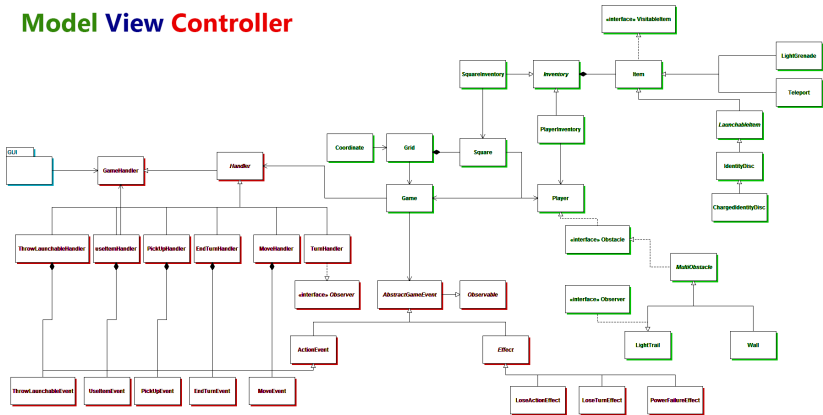 Model View Controller
«interface» VisitableItem
LightGrenade
SquareInventory
Inventory
Item
Teleport
LaunchableItem
PlayerInventory
Coordinate
Grid
Square
GUI
GameHandler
Handler
IdentityDisc
Game
Player
ChargedIdentityDisc
«interface» Obstacle
ThrowLaunchableHandler
useItemHandler
PickUpHandler
EndTurnHandler
MoveHandler
TurnHandler
MultiObstacle
«interface» Observer
AbstractGameEvent
Observable
«interface» Observer
ActionEvent
Effect
LightTrail
Wall
ThrowLaunchableEvent
UseItemEvent
PickUpEvent
EndTurnEvent
MoveEvent
LoseActionEffect
LoseTurnEffect
PowerFailureEffect